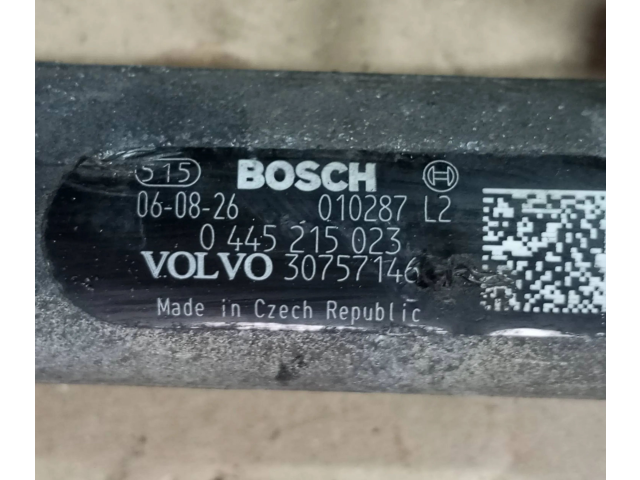 515 BOSCH
06-08-26 010287 L2
0 445 215 023
VOLVO 30757146
Made in Czech Republic